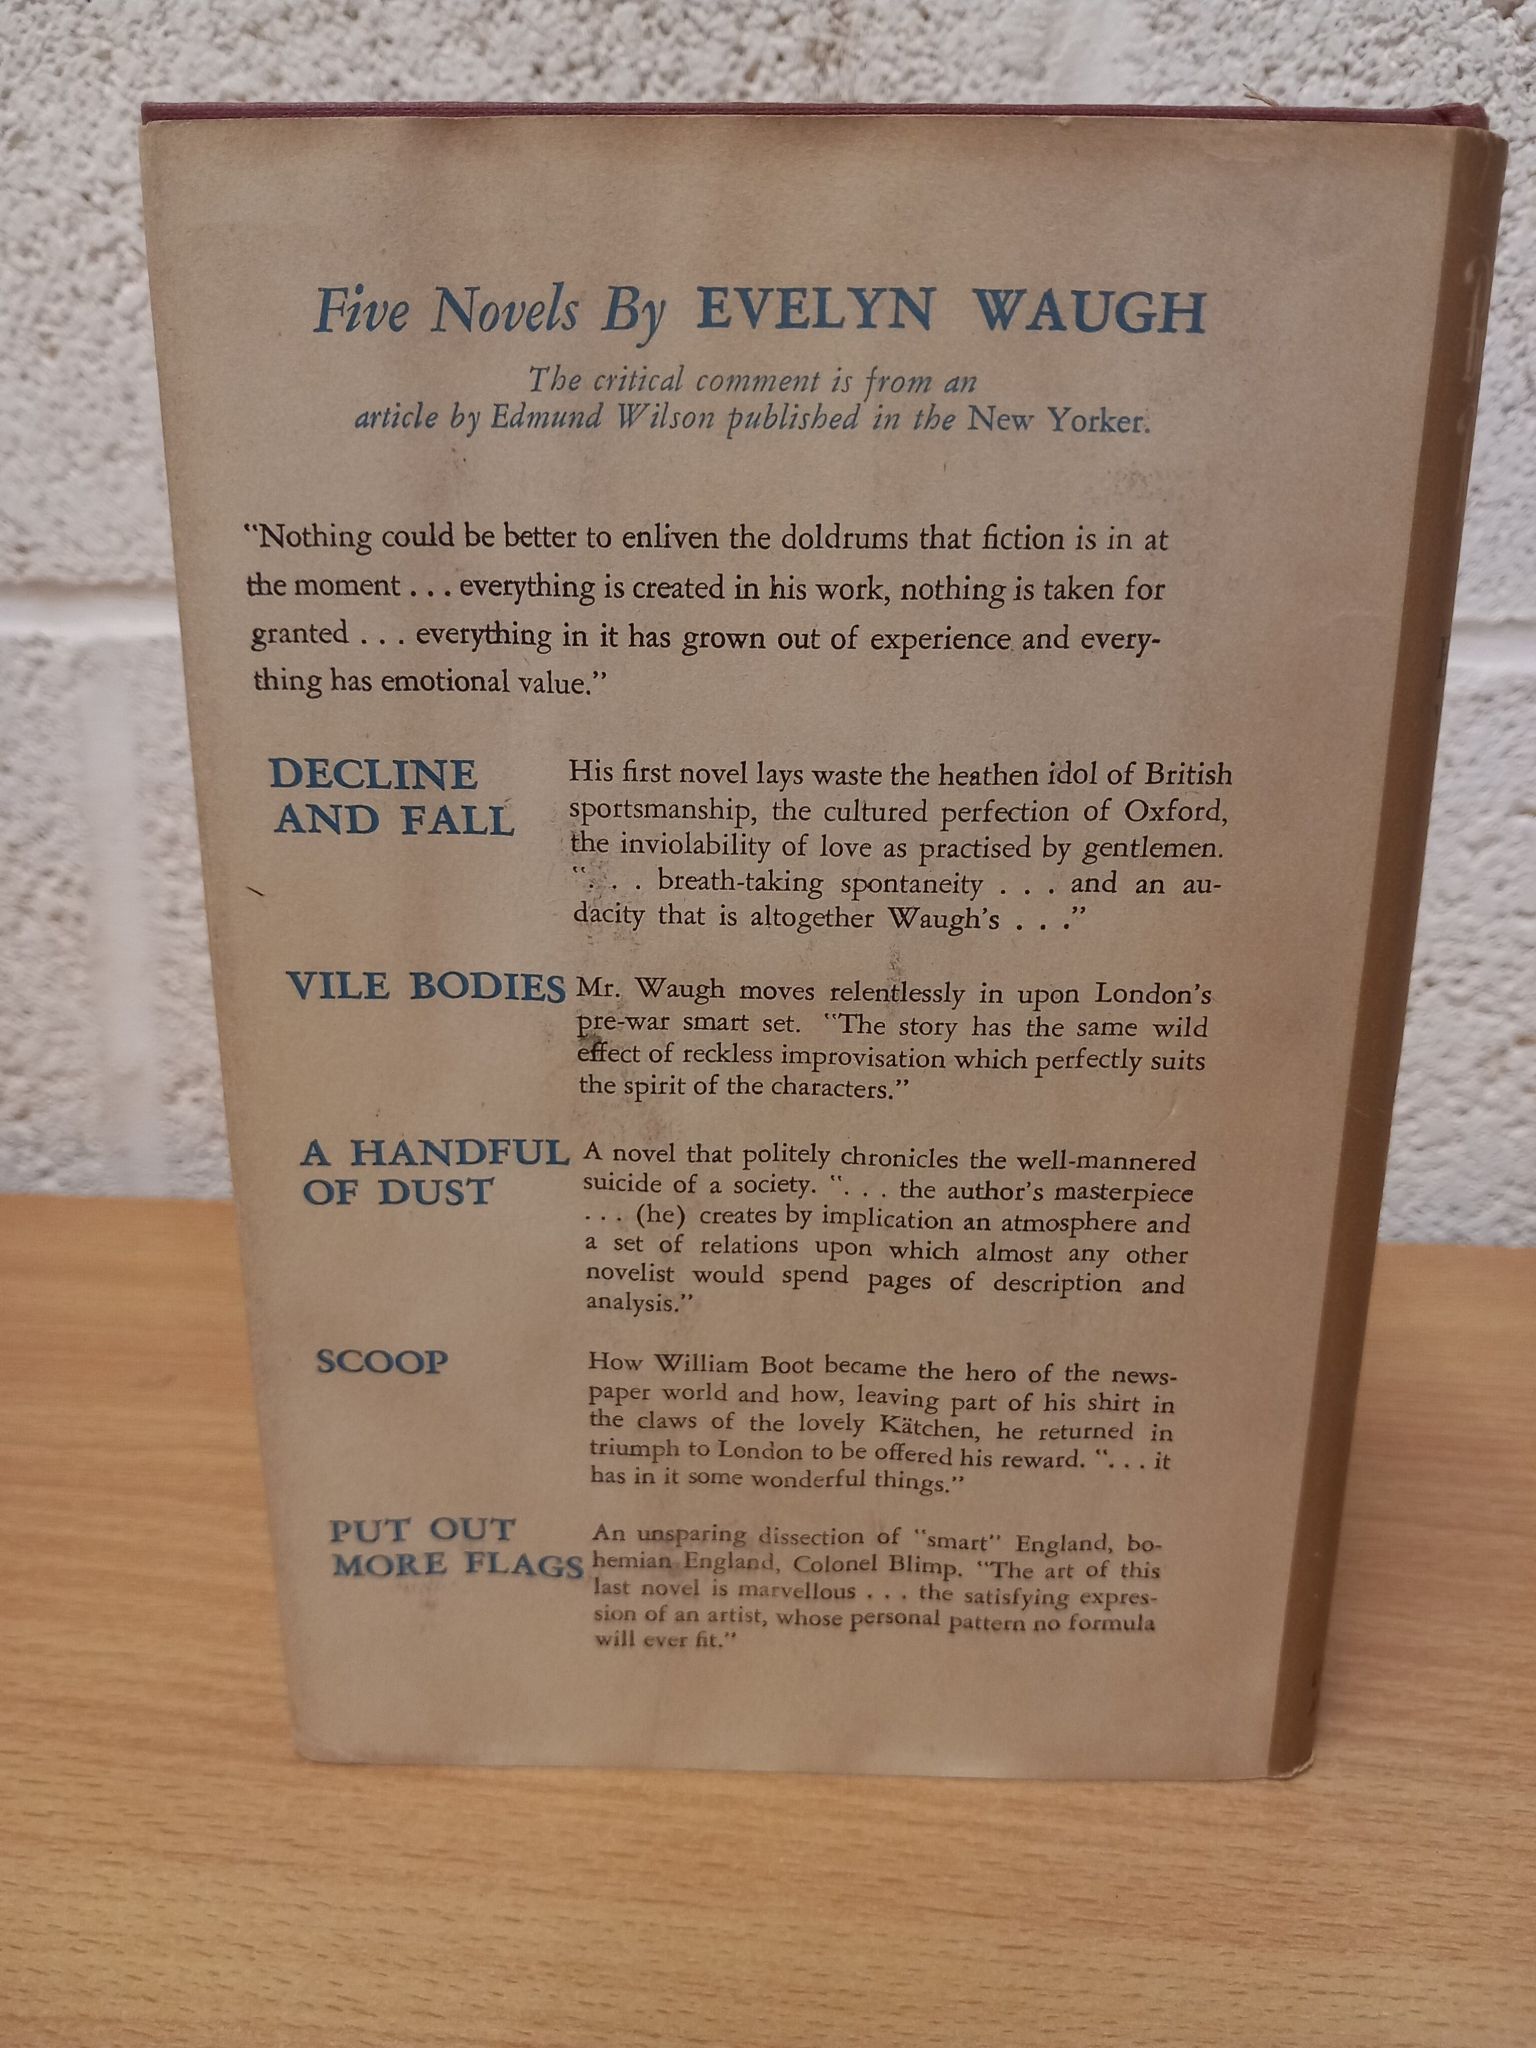 Five Novels By EVELYN WAUGH
The critical comment is from an
article by Edmund Wilson published in the New Yorker.
"Nothing could be better to enliven the doldrums that fiction is in at
the moment . . . everything is created in his work, nothing is taken for
granted . . . everything in it has grown out of experience and every-
thing has emotional value."
DECLINE
AND FALL
His first novel lays waste the heathen idol of British
sportsmanship, the cultured perfection of Oxford,
the inviolability of love as practised by gentlemen.
". . . breath-taking spontaneity . . . and an au-
dacity that is altogether Waugh's . . ."
VILE BODIES
Mr. Waugh moves relentlessly in upon London's
pre-war smart set. "The story has the same wild
effect of reckless improvisation which perfectly suits
the spirit of the characters."
A HANDFUL
OF DUST
A novel that politely chronicles the well-mannered
suicide of a society. ". . . the author's masterpiece
. . . (he) creates by implication an atmosphere and
a set of relations upon which almost any other
novelist would spend pages of description and
analysis."
SCOOP
How William Boot became the hero of the news-
paper world and how, leaving part of his shirt in
the claws of the lovely Kätchen, he returned in
triumph to London to be offered his reward. ". . . it
has in it some wonderful things."
PUT OUT
MORE FLAGS
An unsparing dissection of "smart" England, bo-
hemian England, Colonel Blimp. "The art of this
last novel is marvellous . . . the satisfying expres-
sion of an artist, whose personal pattern no formula
will ever fit."